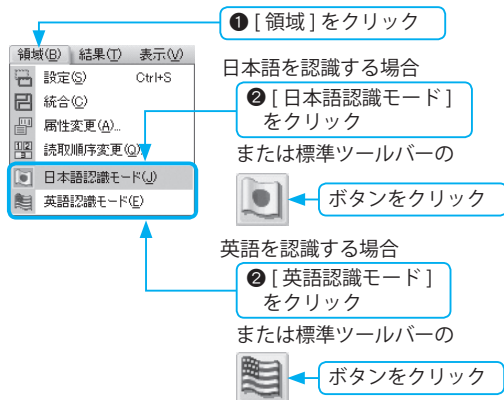 ❶ [ 領域 ] をクリック
領域(B) 結果(T) 表示(V)
設定(S) Ctrl+S
統合(C)
属性変更(A)...
読取順序変更(Q)
日本語認識モード(J)
英語認識モード(E)
日本語を認識する場合
❷ [ 日本語認識モード ]
をクリック
または標準ツールバーの
ボタンをクリック
英語を認識する場合
❷ [ 英語認識モード ]
をクリック
または標準ツールバーの
ボタンをクリック